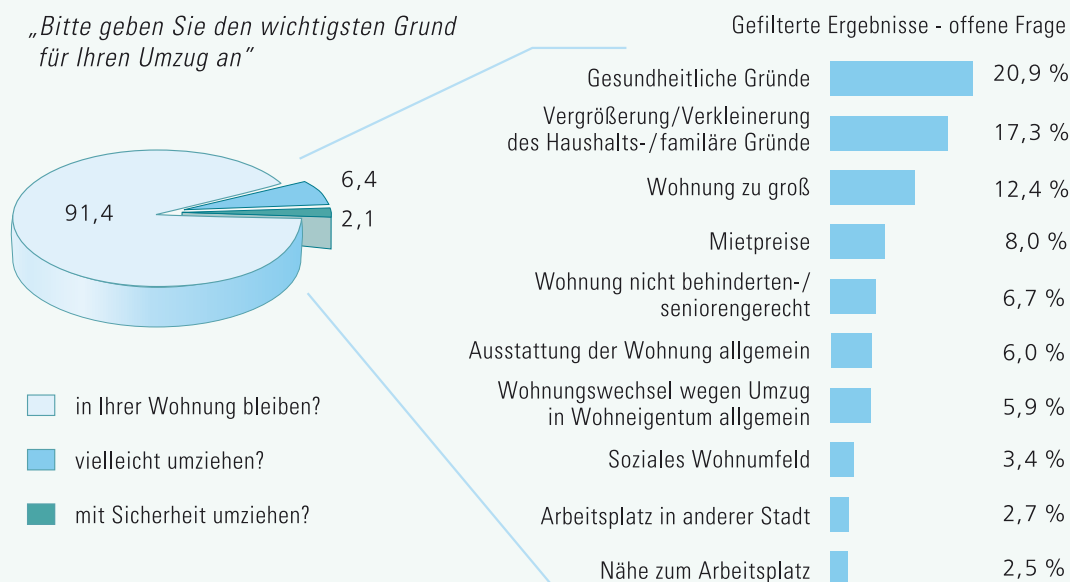 „Bitte geben Sie den wichtigsten Grund
für Ihren Umzug an”
91,4
6,4
2,1
in Ihrer Wohnung bleiben?
vielleicht umziehen?
mit Sicherheit umziehen?
Gefilterte Ergebnisse - offene Frage
Gesundheitliche Gründe 20,9 %
Vergrößerung/Verkleinerung
des Haushalts-/familäre Gründe 17,3 %
Wohnung zu groß 12,4 %
Mietpreise 8,0 %
Wohnung nicht behinderten-/
seniorengerecht 6,7 %
Ausstattung der Wohnung allgemein 6,0 %
Wohnungswechsel wegen Umzug
in Wohneigentum allgemein 5,9 %
Soziales Wohnumfeld 3,4 %
Arbeitsplatz in anderer Stadt 2,7 %
Nähe zum Arbeitsplatz 2,5 %